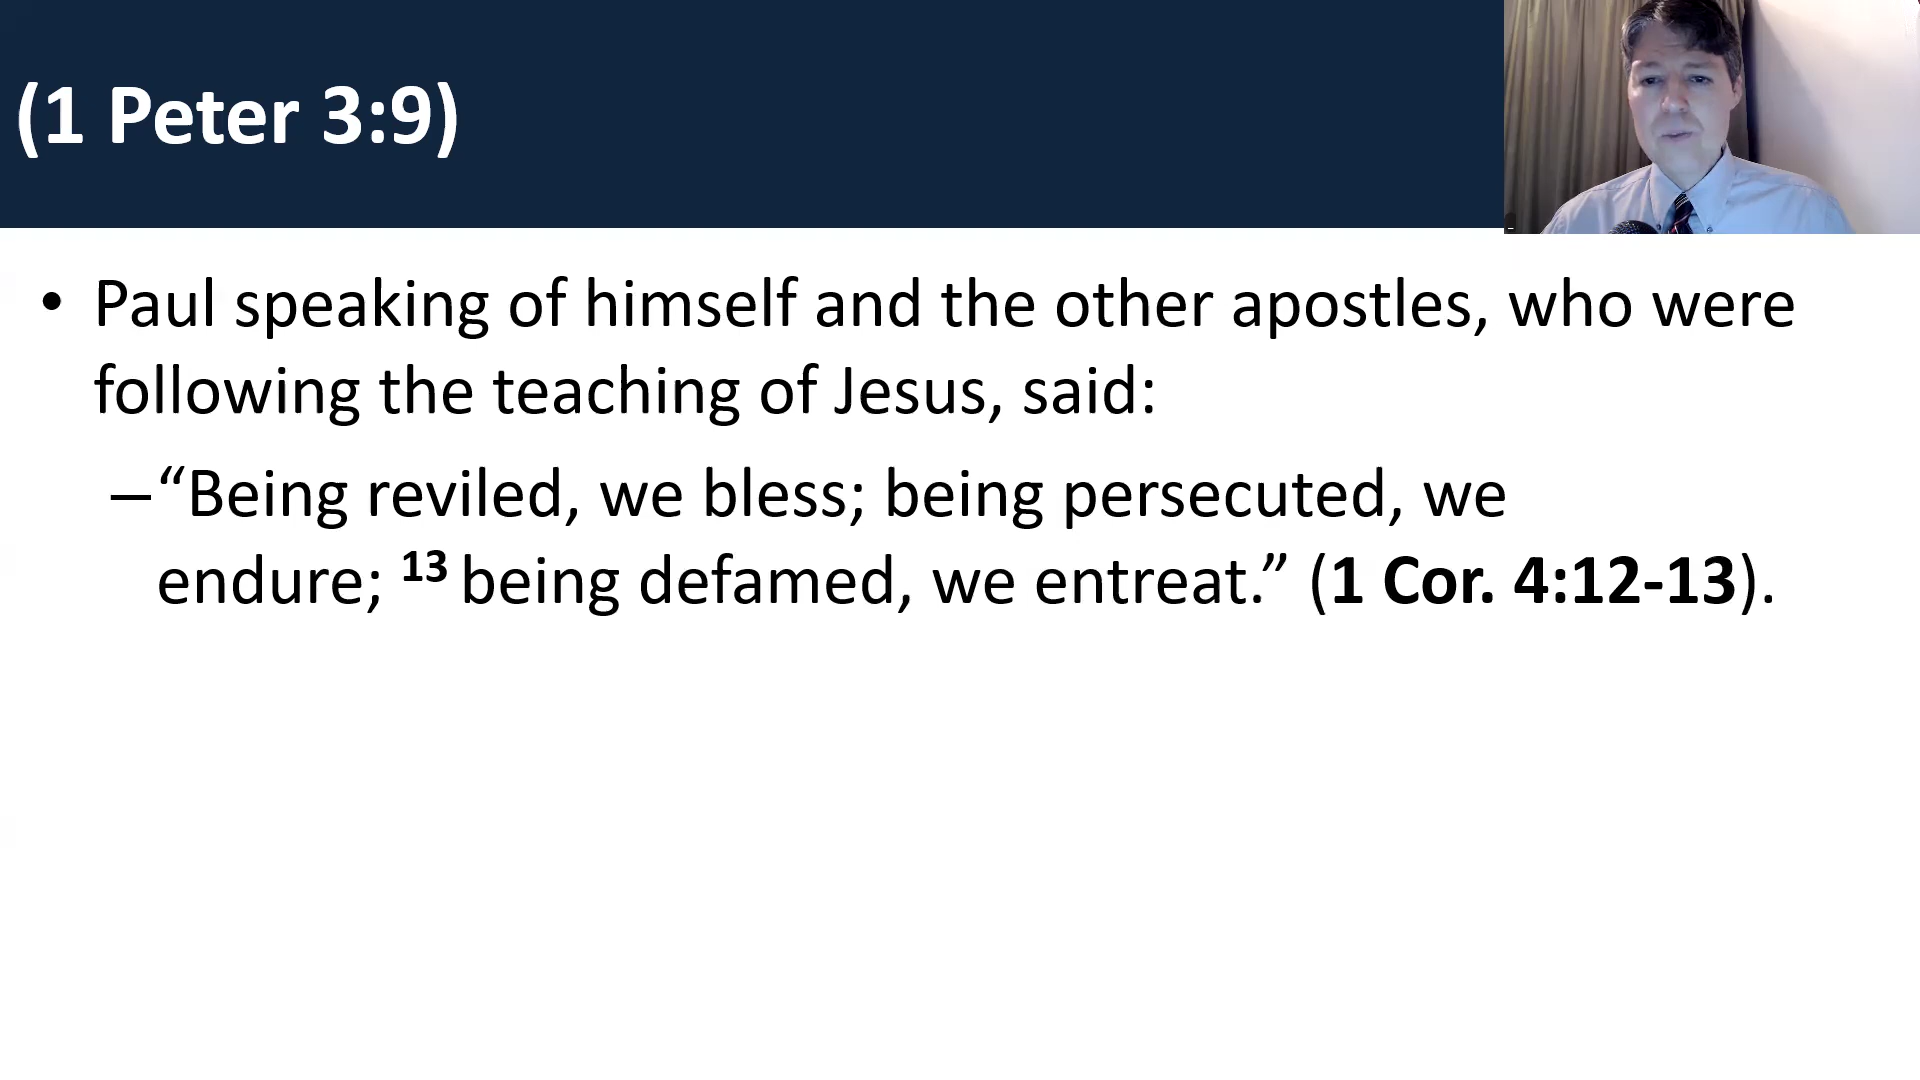 (1 Peter 3:9)
• Paul speaking of himself and the other apostles, who were
following the teaching of Jesus, said:
–“Being reviled, we bless; being persecuted, we
endure; 13 being defamed, we entreat.” (1 Cor. 4:12-13).